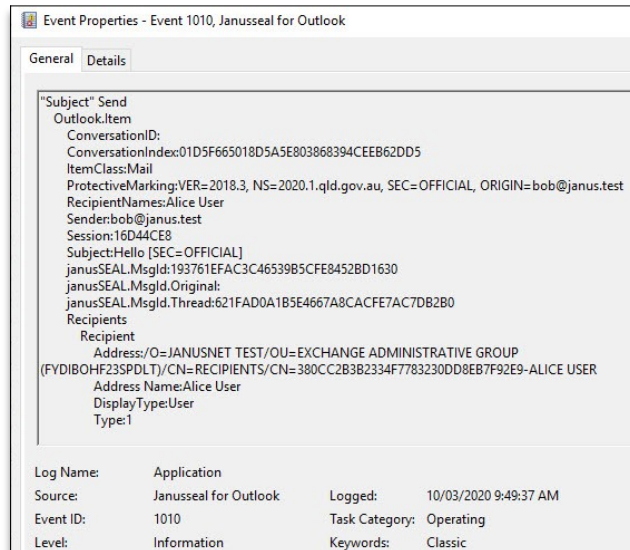 Event Properties - Event 1010, Janusseal for Outlook
General Details
"Subject" Send
Outlook.Item
ConversationID:
ConversationIndex:01D5F665018D5A5E803868394CEEB62DD5
ItemClass:Mail
ProtectiveMarking:VER=2018.3, NS=2020.1.qld.gov.au, SEC=OFFICIAL, ORIGIN=bob@janus.test
RecipientNames:Alice User
Sender:bob@janus.test
Session:16D44CE8
Subject:Hello [SEC=OFFICIAL]
janusSEAL.MsgId:193761EFAC3C46539B5CFE8452BD1630
janusSEAL.MsgId.Original:
janusSEAL.MsgId.Thread:621FAD0A1B5E4667A8CACFE7AC7DB2B0
Recipients
Recipient
Address:/O=JANUSNET TEST/OU=EXCHANGE ADMINISTRATIVE GROUP
(FYDIBOHF23SPDLT)/CN=RECIPIENTS/CN=380CC2B3B2334F7783230DD8EB7F92E9-ALICE USER
Address Name:Alice User
DisplayType:User
Type:1
Log Name: Application
Source: Janusseal for Outlook Logged: 10/03/2020 9:49:37 AM
Event ID: 1010 Task Category: Operating
Level: Information Keywords: Classic